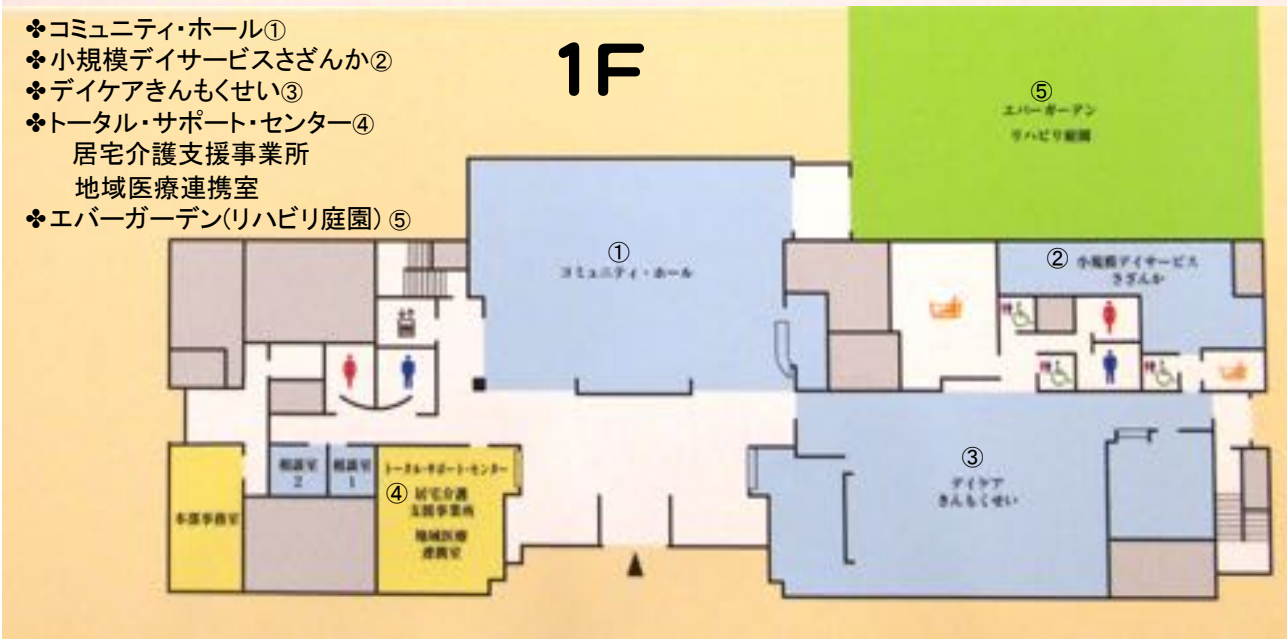 ✤コミュニティ・ホール①
✤小規模デイサービスさざんか②
✤デイケアきんもくせい③
✤トータル・サポート・センター④
居宅介護支援事業所
地域医療連携室
✤エバーガーデン(リハビリ庭園)⑤
1F
⑤
エバーガーデン
リハビリ庭園
①
コミュニティ・ホール
② 小規模デイサービス
さざんか
相談室
2
相談室
1
トータル・サポート・センター
④ 居宅介護
支援事業所
地域医療
連携室
本部事務室
③
デイケア
きんもくせい